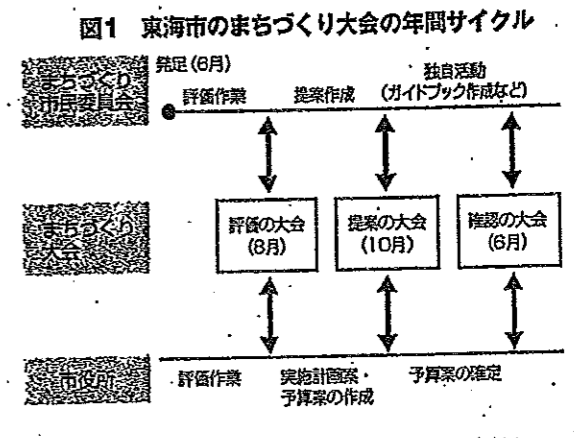 図1 東海市のまちづくり大会の年間サイクル
まちづくり
市民委員会
発足(6月)
評価作業
提案作成
独自活動
(ガイドブック作成など)
まちづくり
大会
評価の大会
(8月)
提案の大会
(10月)
確認の大会
(6月)
市役所
評価作業
実施計画案・
予算案の作成
予算案の確定